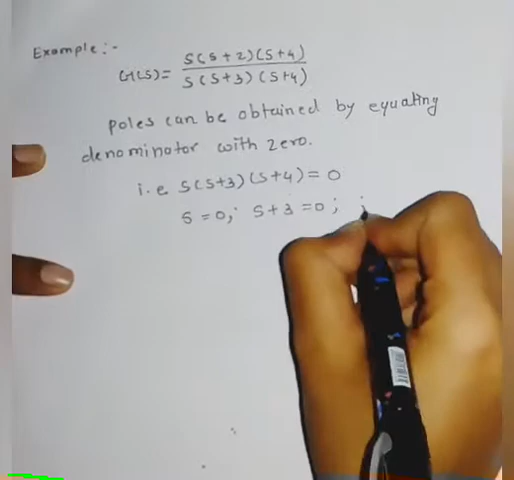 Example:-
G(s)= s(s+2)(s+4)
s(s+3)(s+4)
poles can be obtained by equating
denominator with zero.
i.e s(s+3)(s+4)=0
s=0; s+3=0;